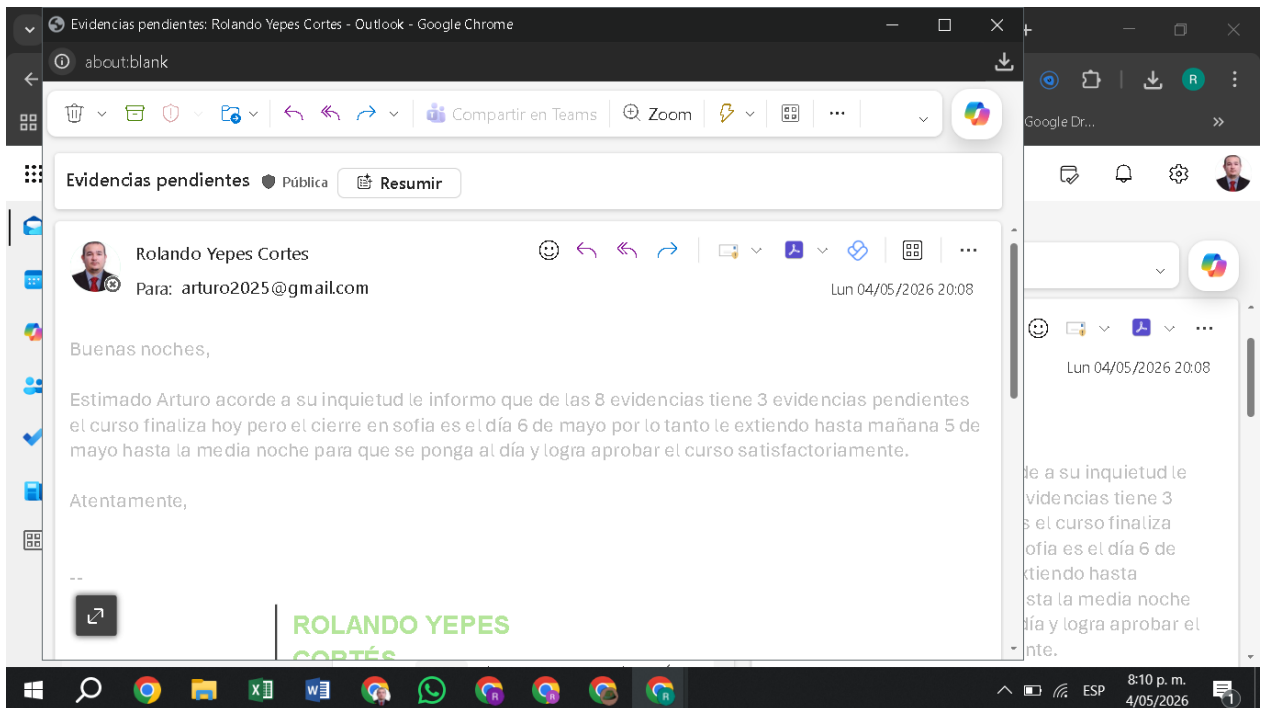 Evidencias pendientes: Rolando Yepes Cortes - Outlook - Google Chrome
about:blank
Compartir en Teams
Zoom
Google Dr...
Evidencias pendientes Pública Resumir
Rolando Yepes Cortes
Para: arturo2025@gmail.com
Lun 04/05/2026 20:08
Buenas noches,
Estimado Arturo acorde a su inquietud le informo que de las 8 evidencias tiene 3 evidencias pendientes
el curso finaliza hoy pero el cierre en sofia es el día 6 de mayo por lo tanto le extiendo hasta mañana 5 de
mayo hasta la media noche para que se ponga al día y logra aprobar el curso satisfactoriamente.
Atentamente,
--
ROLANDO YEPES
CORTÉS
Lun 04/05/2026 20:08
de a su inquietud le
videncias tiene 3
s el curso finaliza
ofia es el día 6 de
xtiendo hasta
sta la media noche
día y logra aprobar el
nte.
R
ESP
8:10 p. m.
4/05/2026
1